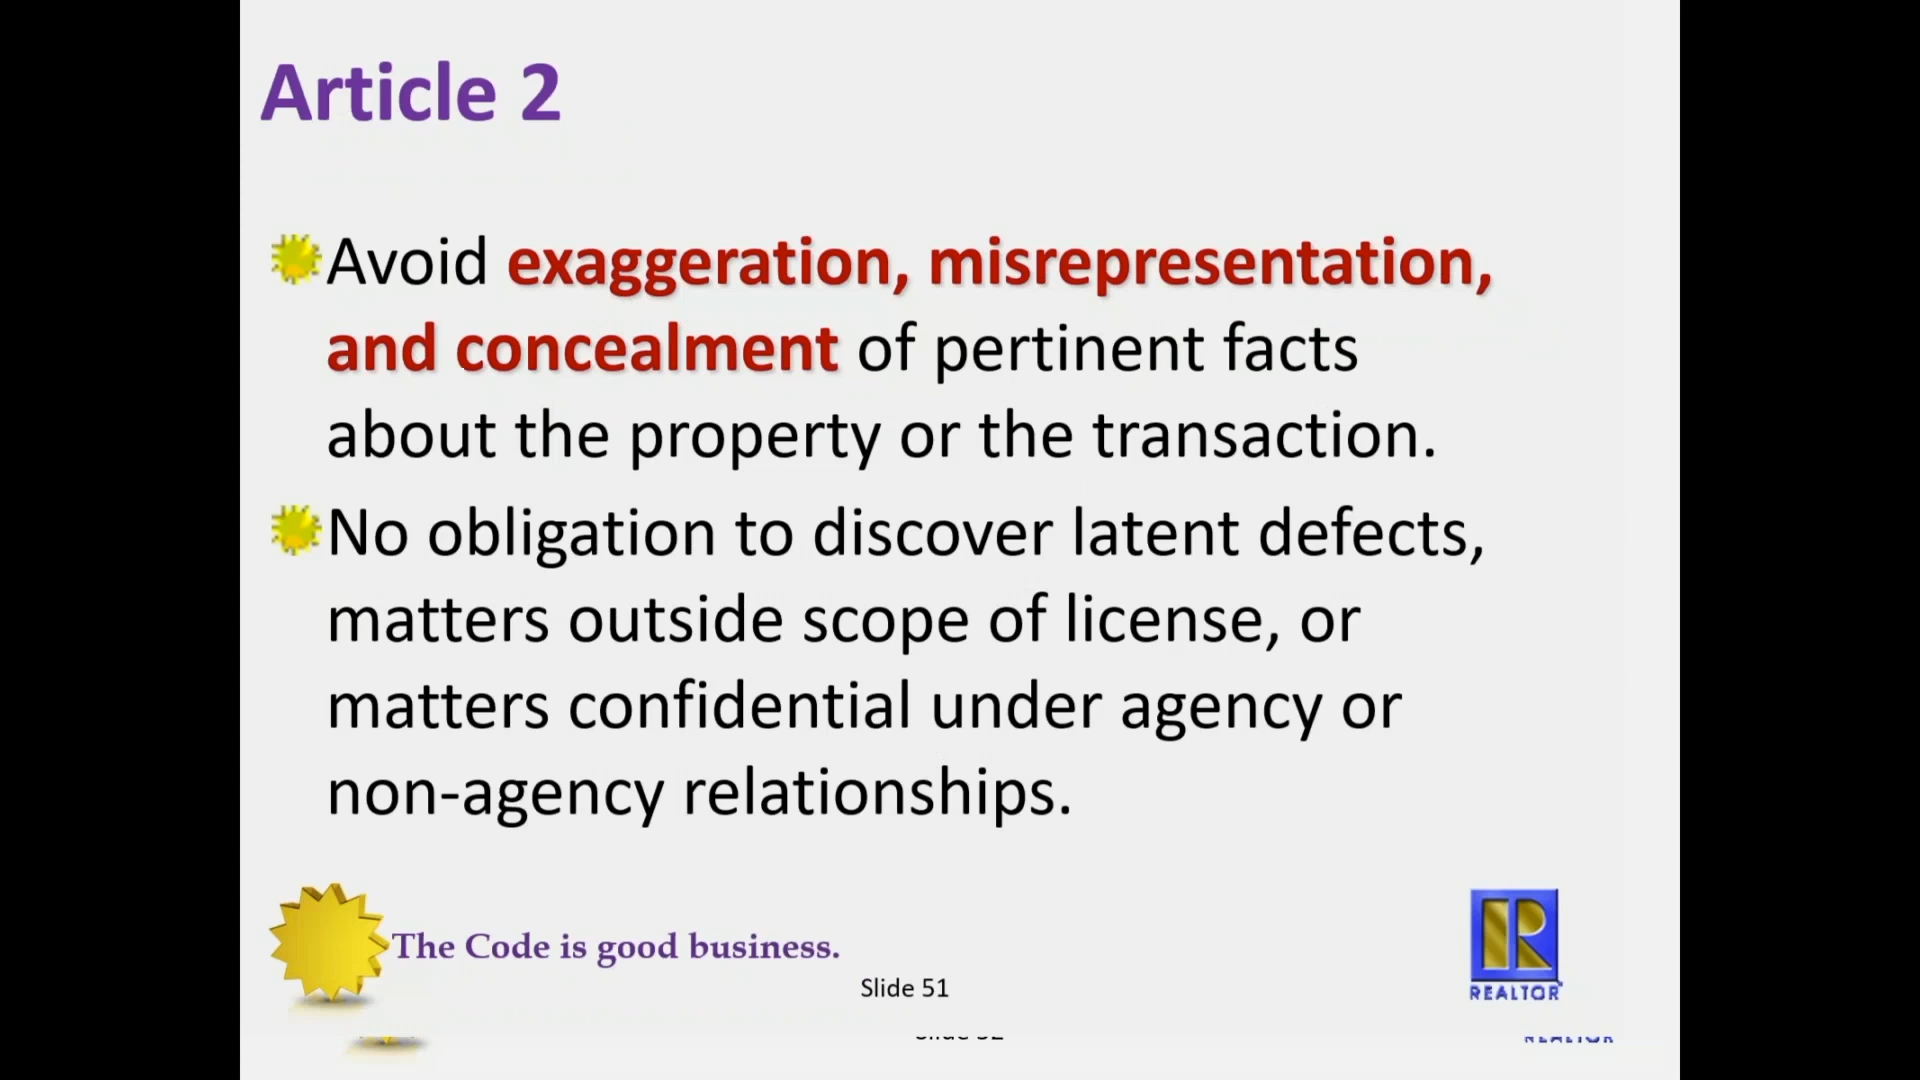 Article 2
Avoid exaggeration, misrepresentation,
and concealment of pertinent facts
about the property or the transaction.
No obligation to discover latent defects,
matters outside scope of license, or
matters confidential under agency or
non-agency relationships.
The Code is good business.
Slide 51
REALTOR